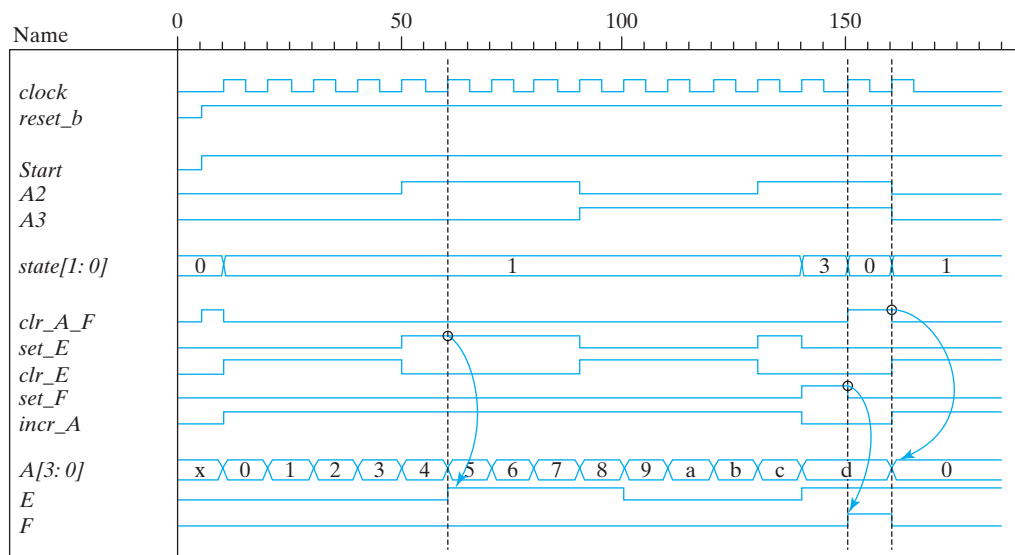 Name 0 50 100 150
clock
reset_b
Start
A2
A3
state[1: 0] 0 1 3 0 1
clr_A_F
set_E
clr_E
set_F
incr_A
A[3: 0] x 0 1 2 3 4 5 6 7 8 9 a b c d 0
E
F